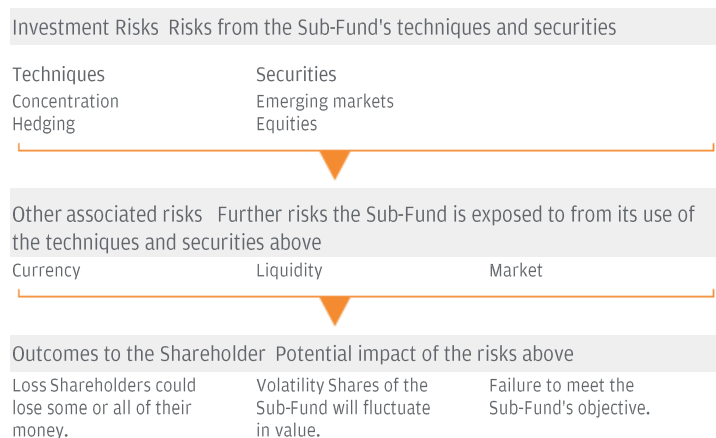 Investment Risks Risks from the Sub-Fund's techniques and securities
Techniques Securities
Concentration Emerging markets
Hedging Equities
Other associated risks Further risks the Sub-Fund is exposed to from its use of
the techniques and securities above
Currency Liquidity Market
Outcomes to the Shareholder Potential impact of the risks above
Loss Shareholders could
lose some or all of their
money.
Volatility Shares of the
Sub-Fund will fluctuate
in value.
Failure to meet the
Sub-Fund's objective.